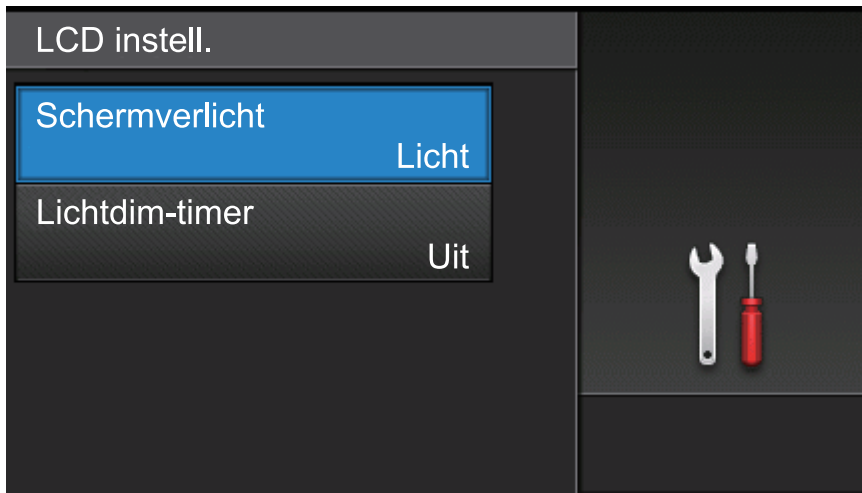 LCD instell.
Schermverlicht
Licht
Lichtdim-timer
Uit